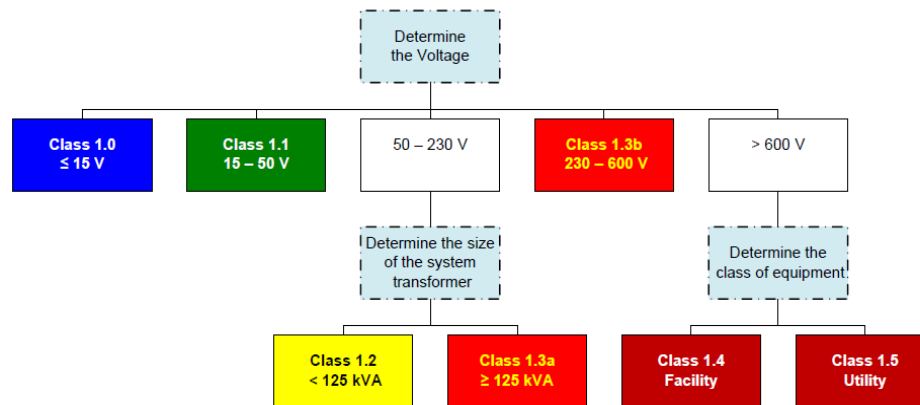 Determine
the Voltage
Class 1.0
≤ 15 V
Class 1.1
15 – 50 V
50 – 230 V
Class 1.3b
230 – 600 V
> 600 V
Determine the size
of the system
transformer
Determine the
class of equipment
Class 1.2
< 125 kVA
Class 1.3a
≥ 125 kVA
Class 1.4
Facility
Class 1.5
Utility